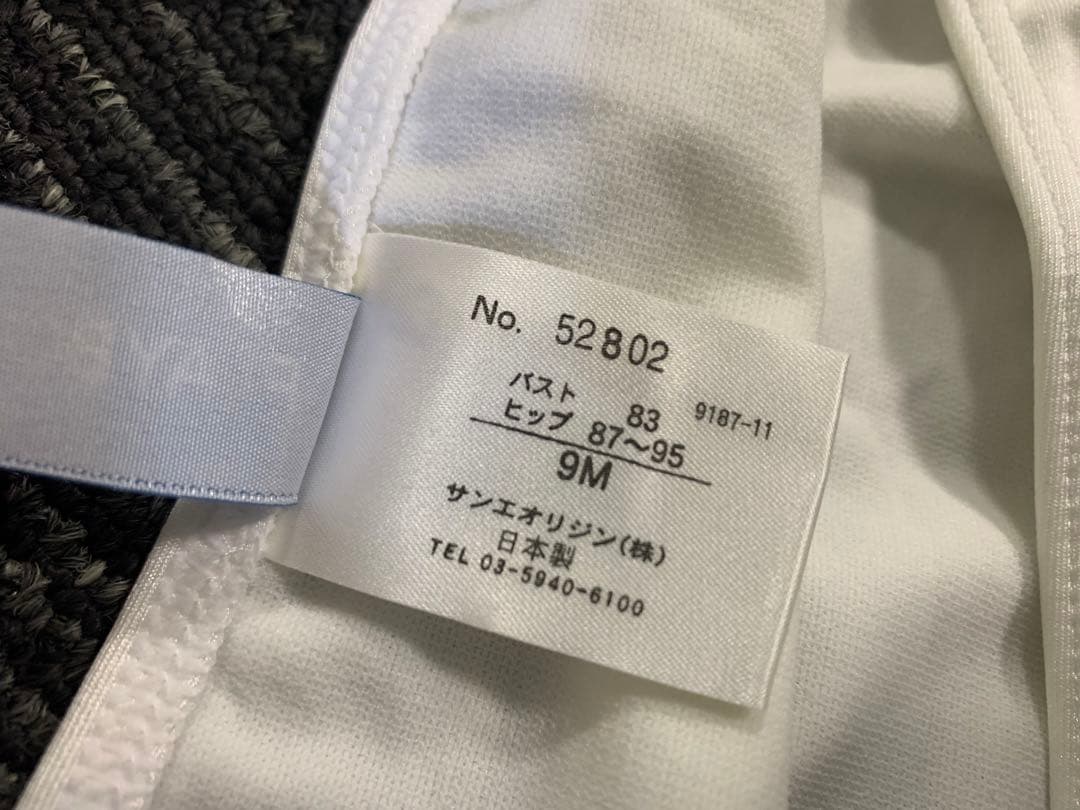 No. 52802
バスト 83 9187-11
ヒップ 87〜95
9M
サンエオリジン(株)
日本製
TEL 03-5940-6100